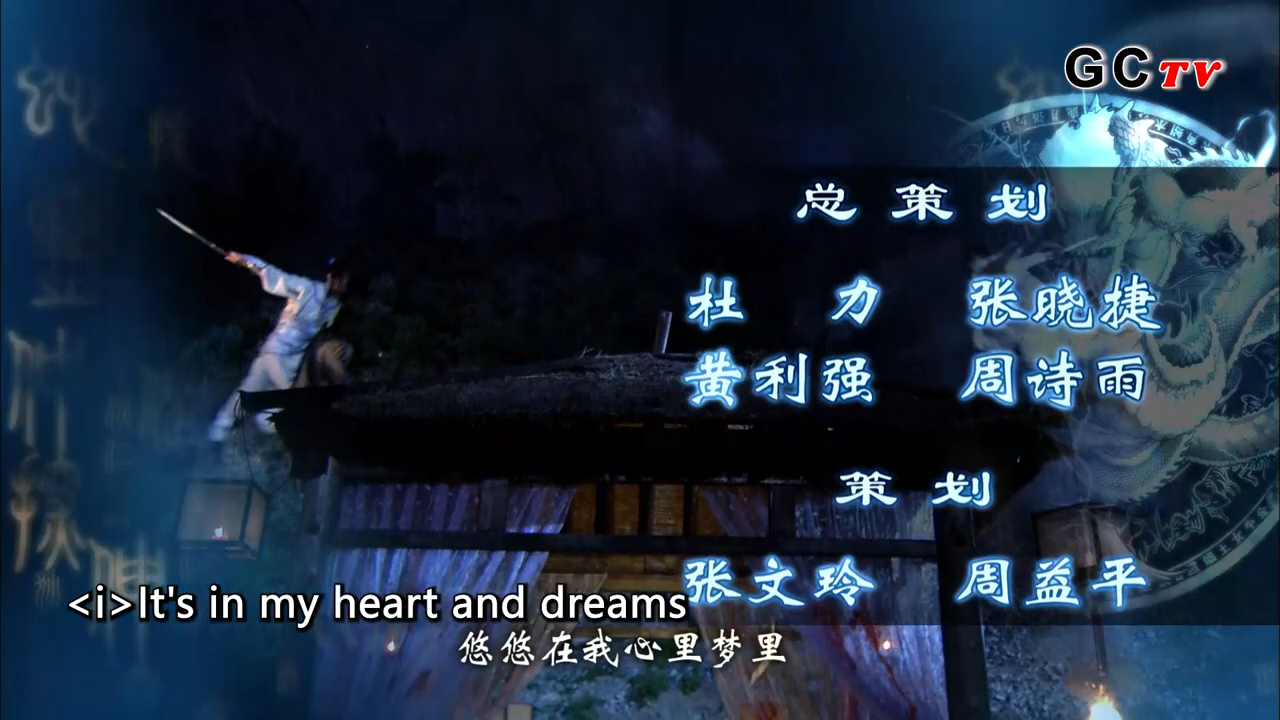 GCTV
总策划
杜力 张晓捷
黄利强 周诗雨
策划
张文玲 周益平
<i>It's in my heart and dreams
悠悠在我心里梦里